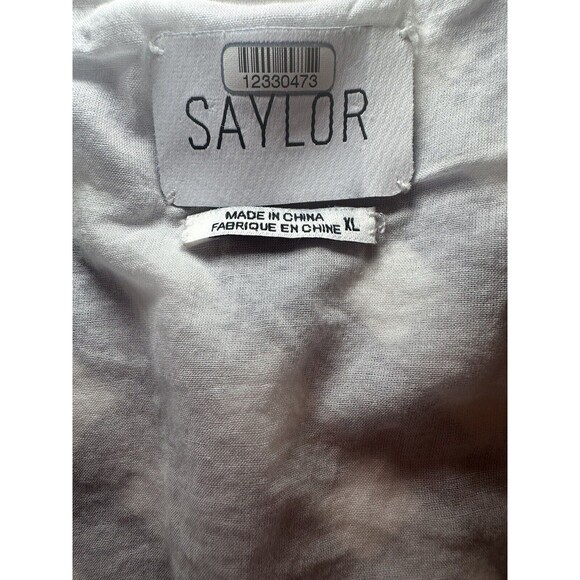 12330473
SAYLOR
MADE IN CHINA
FABRIQUE EN CHINE XL